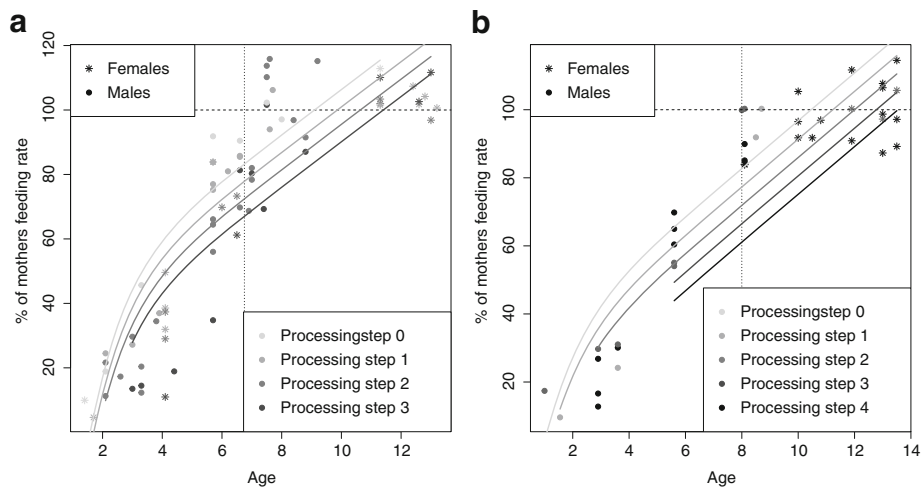 a
b
120
100
80
60
40
20
% of mothers feeding rate
Females
Males
Processingstep 0
Processing step 1
Processing step 2
Processing step 3
2 4 6 8 10 12
Age
120
100
80
60
40
20
% of mothers feeding rate
Females
Males
Processing step 0
Processing step 1
Processing step 2
Processing step 3
Processing step 4
2 4 6 8 10 12 14
Age